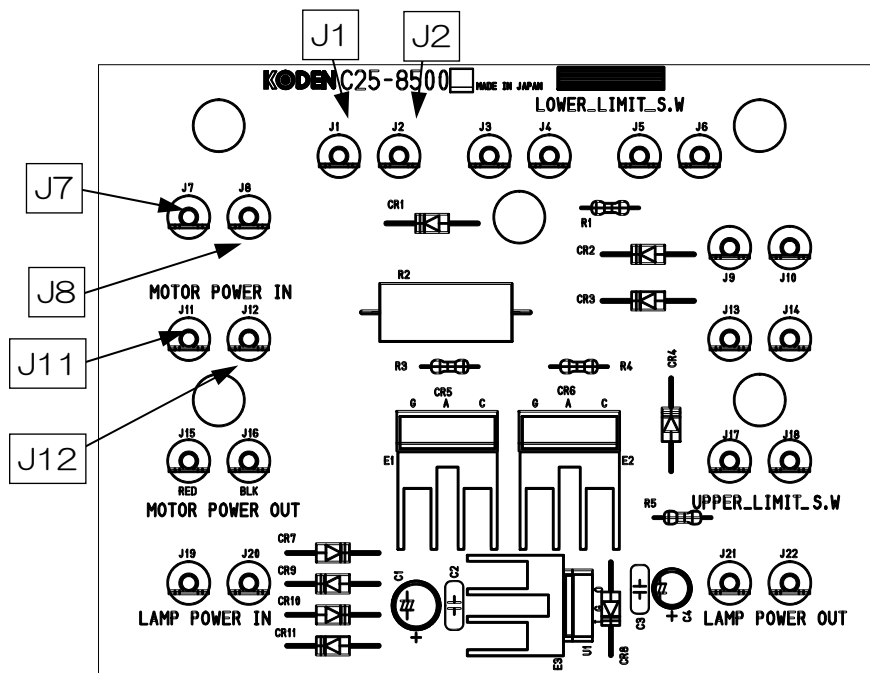 J1 J2
KODEN C25-8500 MADE IN JAPAN
LOWER_LIMIT_S.W
J1 J2 J3 J4 J5 J6
J7
J7 J8
CR1
R1
CR2
J8
J9 J10
R2
MOTOR POWER IN
CR3
J11 J12
J13 J14
J11
R3
R4
CR4
CR5
G A C
CR6
G A C
J12
J15 J16
RED BLK
E1
E2
J17 J18
MOTOR POWER OUT
UPPER_LIMIT_S.W
R5
CR7
J19 J20
CR9
C1
C2
J21 J22
CR10
LAMP POWER IN
C3
C4
LAMP POWER OUT
CR11
E3
U1
CR8